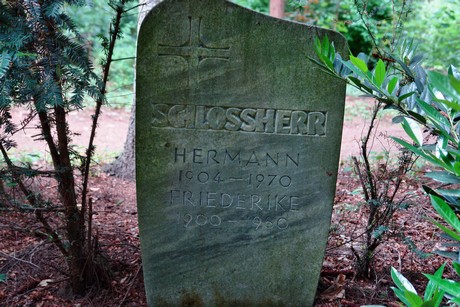 SCHLOSSHERR
HERMANN
1904–1970
FRIEDERIKE